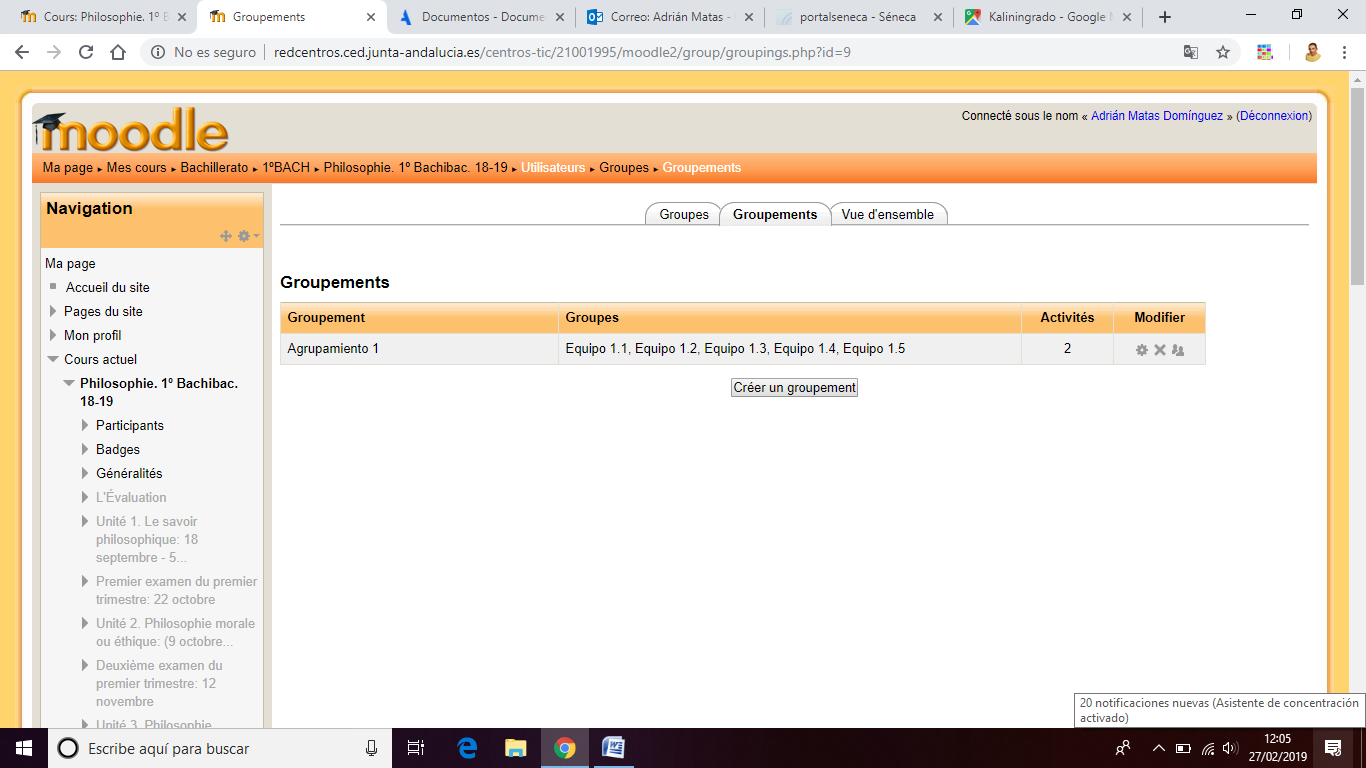 Cours: Philosophie. 1º B
Groupements
Documentos - Docume
Correo: Adrián Matas -
portalseneca - Séneca
Kaliningrado - Google M
No es seguro
redcentros.ced.junta-andalucia.es/centros-tic/21001995/moodle2/group/groupings.php?id=9
moodle
Connecté sous le nom « Adrián Matas Domínguez » (Déconnexion)
Ma page ▸ Mes cours ▸ Bachillerato ▸ 1ºBACH ▸ Philosophie. 1º Bachibac. 18-19 ▸ Utilisateurs ▸ Groupes ▸ Groupements
Navigation
Ma page
Accueil du site
Pages du site
Mon profil
Cours actuel
Philosophie. 1º Bachibac.
18-19
Participants
Badges
Généralités
L'Évaluation
Unité 1. Le savoir
philosophique: 18
septembre - 5...
Premier examen du premier
trimestre: 22 octobre
Unité 2. Philosophie morale
ou éthique: (9 octobre...
Deuxième examen du
premier trimestre: 12
novembre
Unité 3. Philosophie
Groupes
Groupements
Vue d'ensemble
Groupements
Groupement Groupes Activités Modifier
Agrupamiento 1 Equipo 1.1, Equipo 1.2, Equipo 1.3, Equipo 1.4, Equipo 1.5 2
Créer un groupement
20 notificaciones nuevas (Asistente de concentración
activado)
Escribe aquí para buscar
12:05
27/02/2019